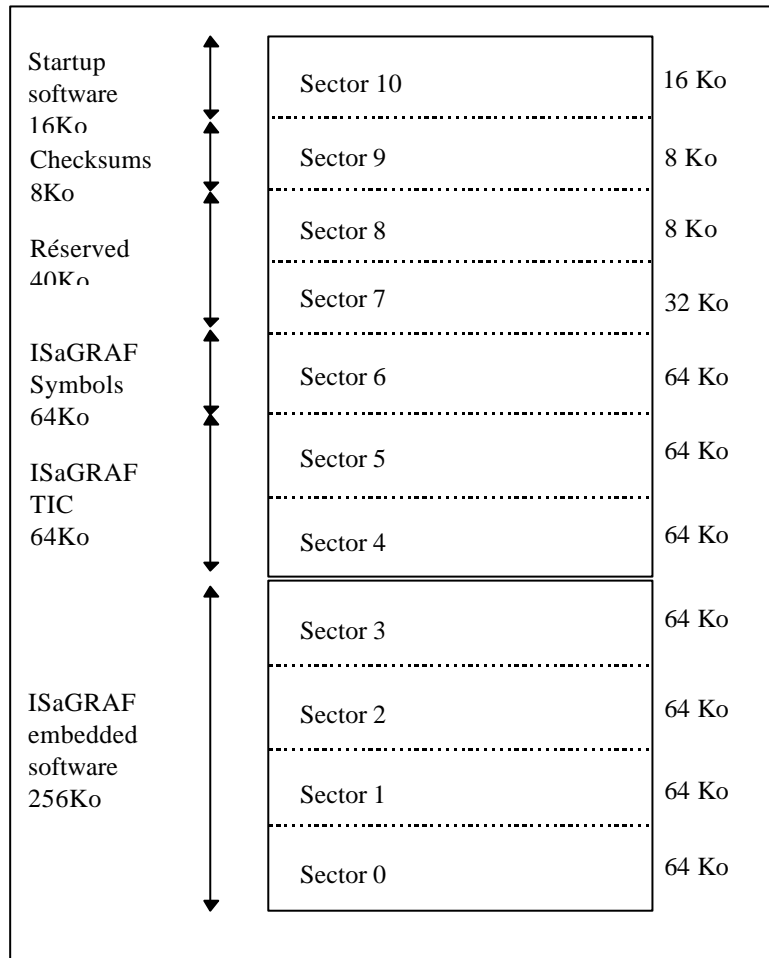 Startup
software
16Ko
Checksums
8Ko
Réserved
40Ko
ISaGRAF
Symbols
64Ko
ISaGRAF
TIC
64Ko
ISaGRAF
embedded
software
256Ko
Sector 10
Sector 9
Sector 8
Sector 7
Sector 6
Sector 5
Sector 4
Sector 3
Sector 2
Sector 1
Sector 0
16 Ko
8 Ko
8 Ko
32 Ko
64 Ko
64 Ko
64 Ko
64 Ko
64 Ko
64 Ko
64 Ko